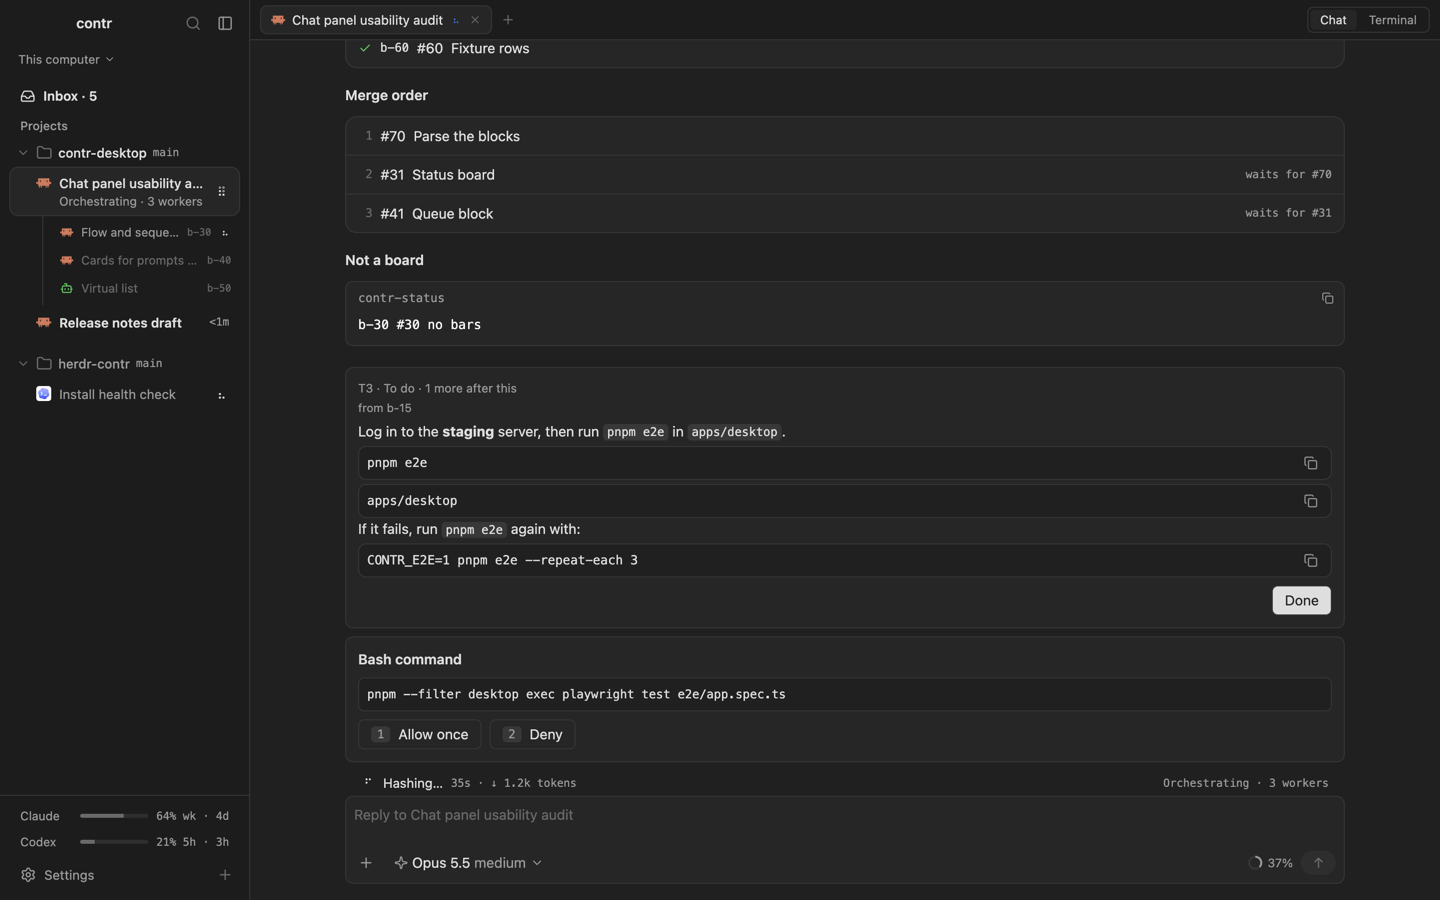 contr
This computer
Inbox · 5
Projects
contr-desktop main
Chat panel usability a...
Orchestrating · 3 workers
Flow and seque... b-30
Cards for prompts ... b-40
Virtual list b-50
Release notes draft <1m
herdr-contr main
Install health check
Claude 64% wk · 4d
Codex 21% 5h · 3h
Settings
Chat panel usability audit
Chat Terminal
b-60 #60 Fixture rows
Merge order
1 #70 Parse the blocks
2 #31 Status board waits for #70
3 #41 Queue block waits for #31
Not a board
contr-status
b-30 #30 no bars
T3 · To do · 1 more after this
from b-15
Log in to the staging server, then run pnpm e2e in apps/desktop.
pnpm e2e
apps/desktop
If it fails, run pnpm e2e again with:
CONTR_E2E=1 pnpm e2e --repeat-each 3
Done
Bash command
pnpm --filter desktop exec playwright test e2e/app.spec.ts
1 Allow once 2 Deny
Hashing... 35s · ↓ 1.2k tokens Orchestrating · 3 workers
Reply to Chat panel usability audit
Opus 5.5 medium 37%